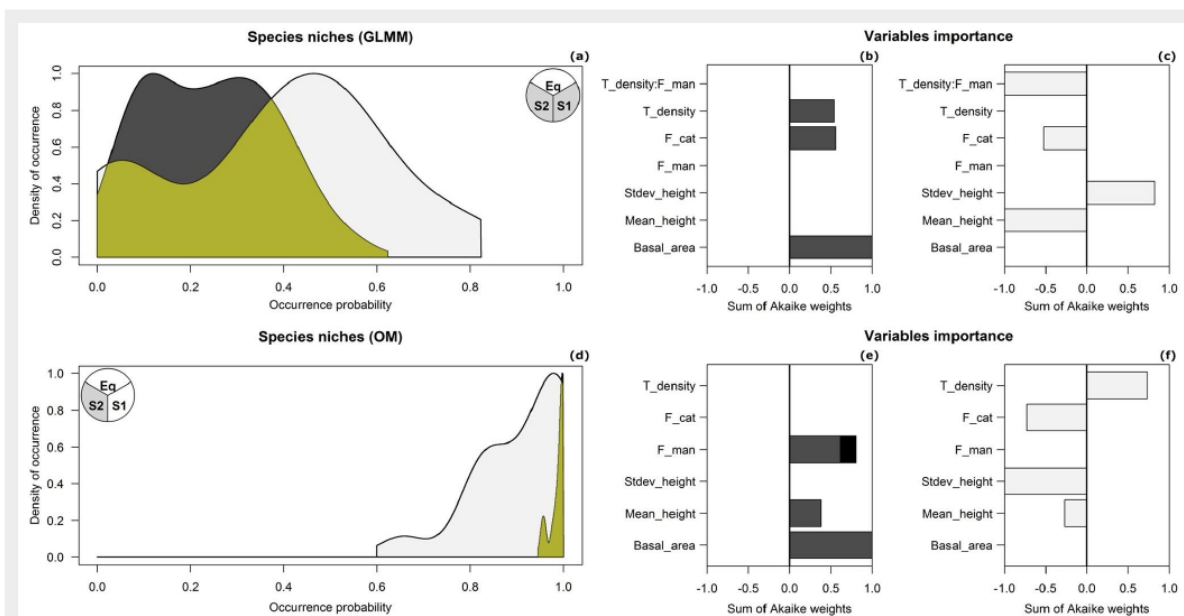 Species niches (GLMM)
(a)
Density of occurrence
1.0
0.8
0.6
0.4
0.2
0.0
Eq
S2 S1
0.0 0.2 0.4 0.6 0.8 1.0
Occurrence probability
Variables importance
(b)
T_density:F_man
T_density
F_cat
F_man
Stdev_height
Mean_height
Basal_area
-1.0 -0.5 0.0 0.5 1.0
Sum of Akaike weights
(c)
T_density:F_man
T_density
F_cat
F_man
Stdev_height
Mean_height
Basal_area
-1.0 -0.5 0.0 0.5 1.0
Sum of Akaike weights
Species niches (OM)
(d)
Density of occurrence
1.0
0.8
0.6
0.4
0.2
0.0
Eq
S2 S1
0.0 0.2 0.4 0.6 0.8 1.0
Occurrence probability
Variables importance
(e)
T_density
F_cat
F_man
Stdev_height
Mean_height
Basal_area
-1.0 -0.5 0.0 0.5 1.0
Sum of Akaike weights
(f)
T_density
F_cat
F_man
Stdev_height
Mean_height
Basal_area
-1.0 -0.5 0.0 0.5 1.0
Sum of Akaike weights